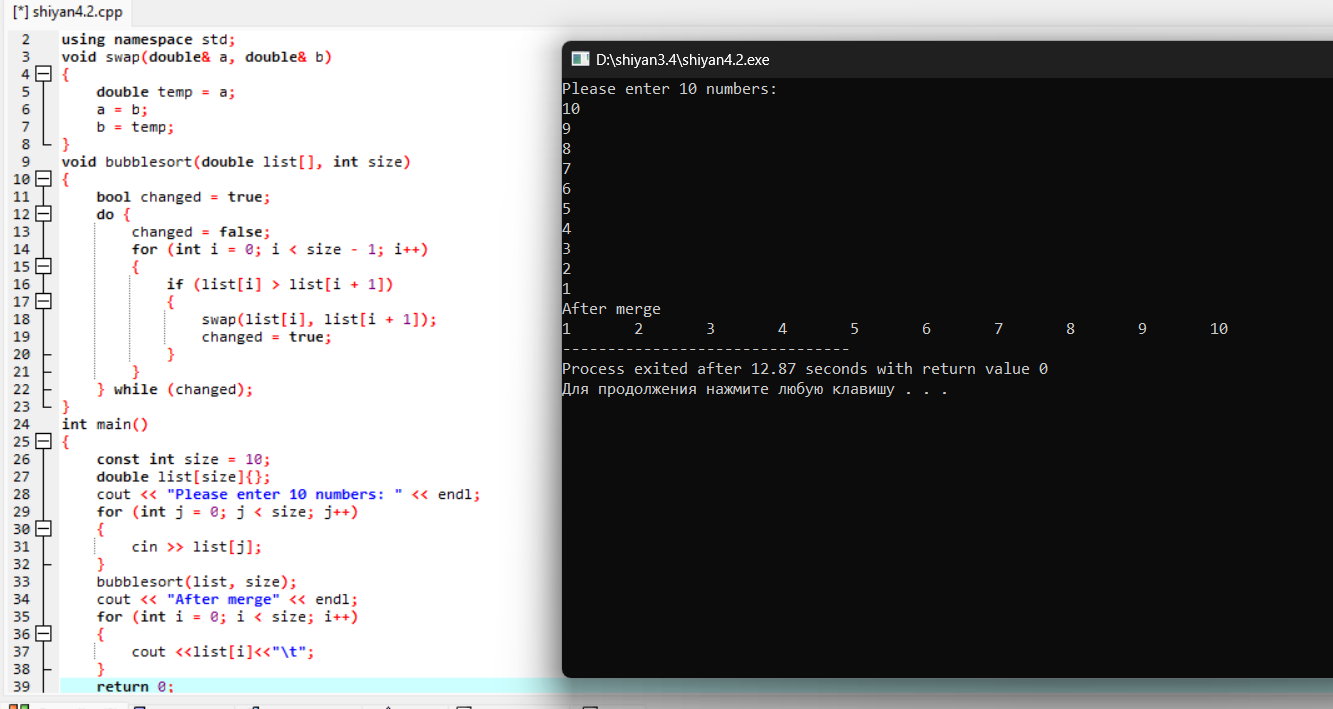 [*] shiyan4.2.cpp
2 using namespace std;
3 void swap(double& a, double& b)
4 {
5 double temp = a;
6 a = b;
7 b = temp;
8 }
9 void bubblesort(double list[], int size)
10 {
11 bool changed = true;
12 do {
13 changed = false;
14 for (int i = 0; i < size - 1; i++)
15 {
16 if (list[i] > list[i + 1])
17 {
18 swap(list[i], list[i + 1]);
19 changed = true;
20 }
21 }
22 } while (changed);
23 }
24 int main()
25 {
26 const int size = 10;
27 double list[size]{};
28 cout << "Please enter 10 numbers: " << endl;
29 for (int j = 0; j < size; j++)
30 {
31 cin >> list[j];
32 }
33 bubblesort(list, size);
34 cout << "After merge" << endl;
35 for (int i = 0; i < size; i++)
36 {
37 cout <<list[i]<<"\t";
38 }
39 return 0;
D:\shiyan3.4\shiyan4.2.exe
Please enter 10 numbers:
10
9
8
7
6
5
4
3
2
1
After merge
1 2 3 4 5 6 7 8 9 10
--------------------------------
Process exited after 12.87 seconds with return value 0
Для продолжения нажмите любую клавишу . . .